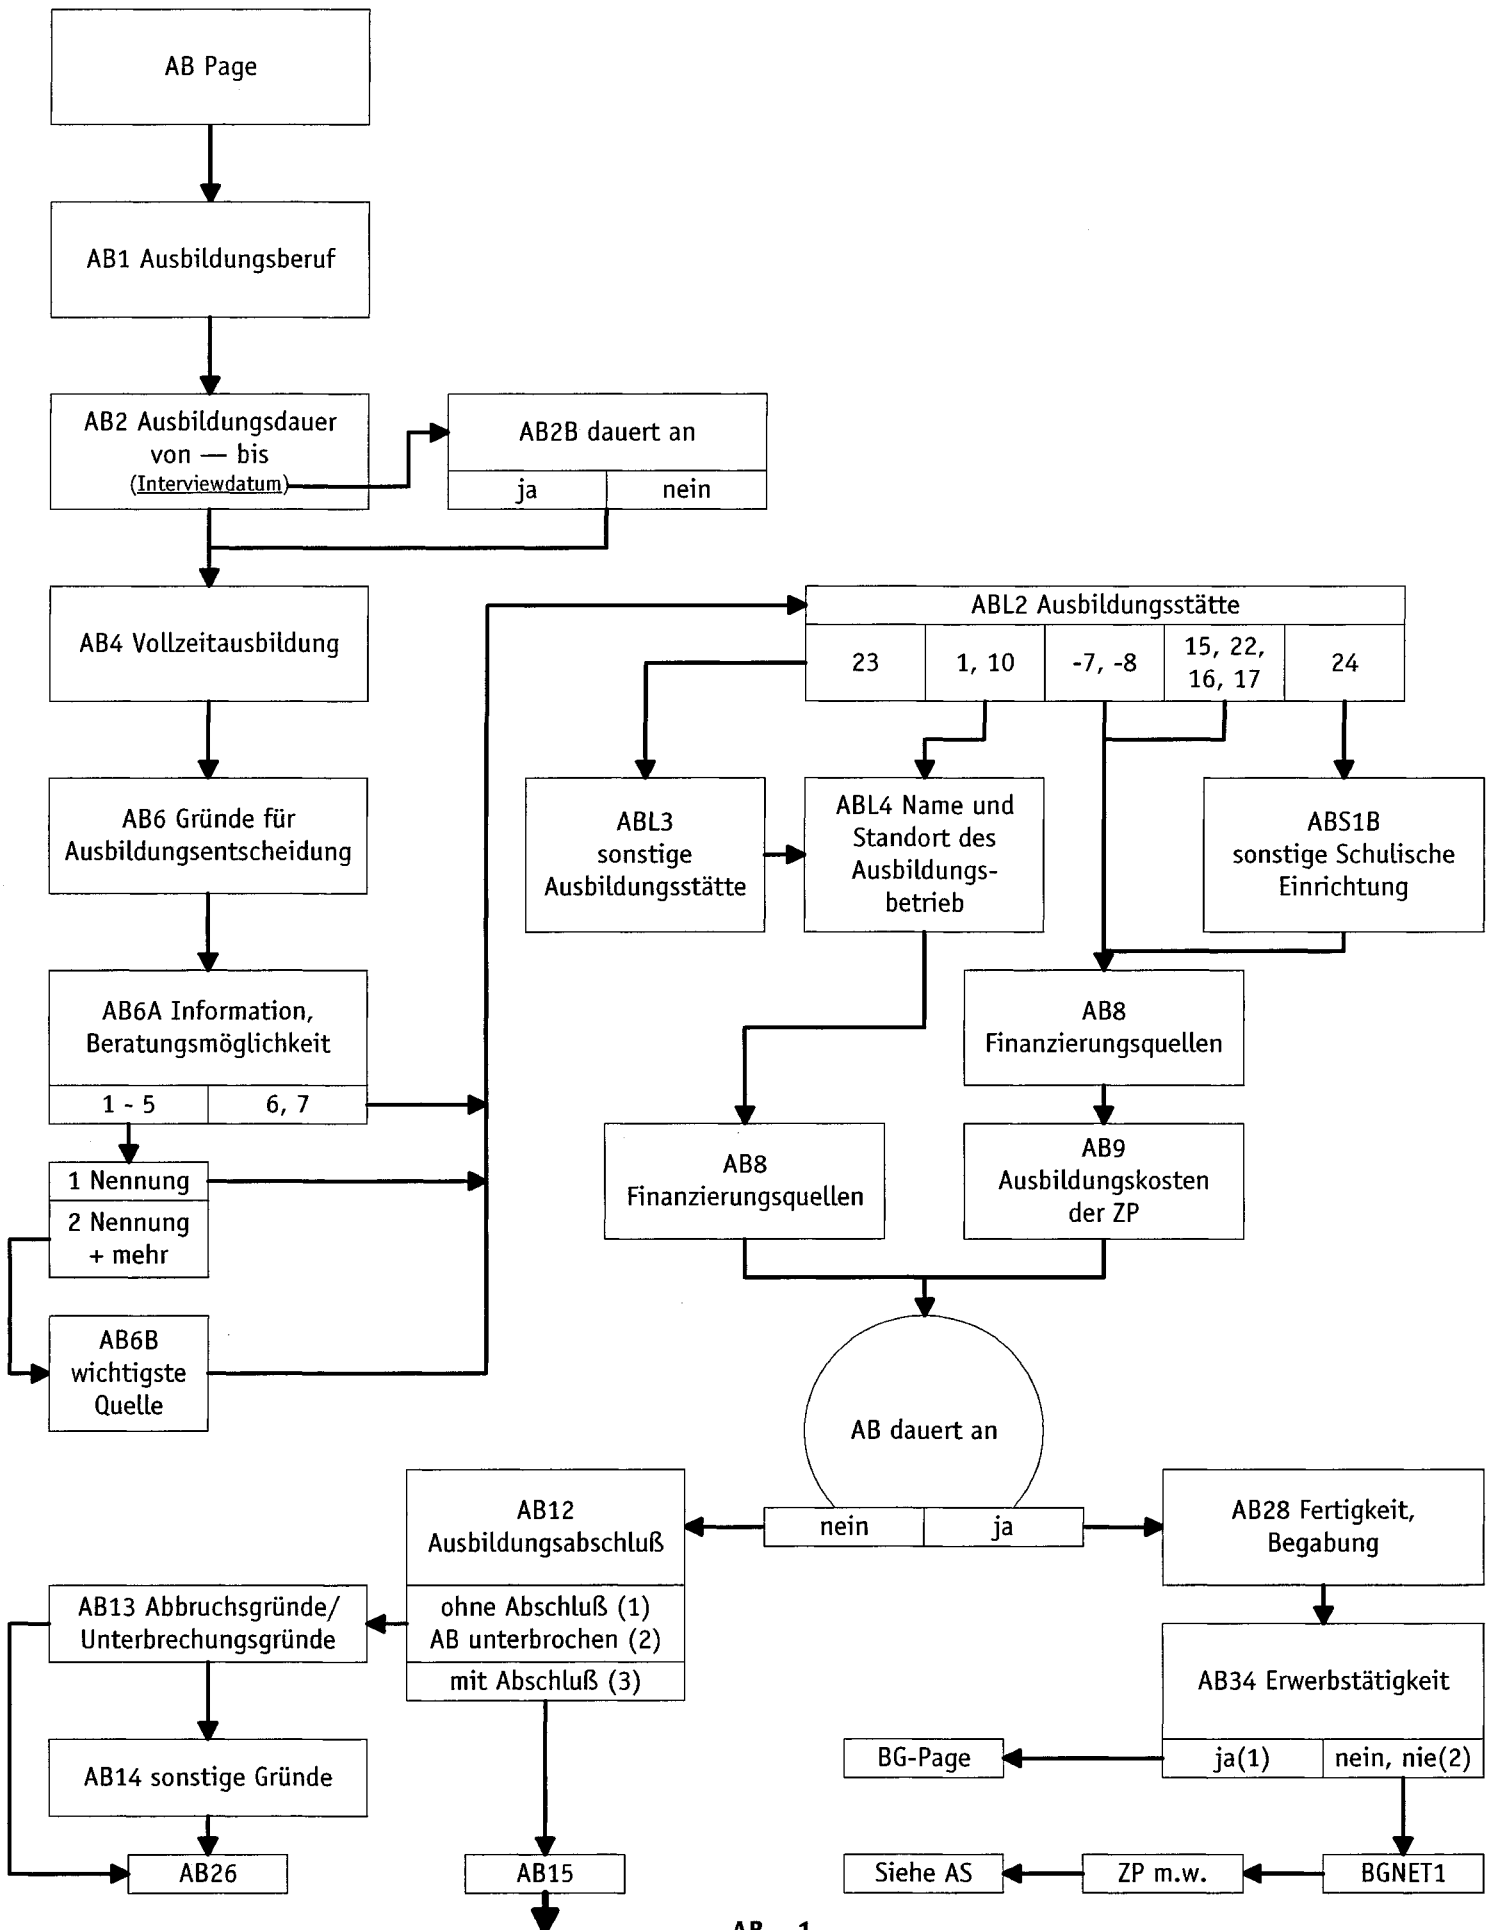 AB Page
AB1 Ausbildungsberuf
AB2 Ausbildungsdauer
von — bis
(Interviewdatum)
AB2B dauert an
ja
nein
AB4 Vollzeitausbildung
AB6 Gründe für
Ausbildungsentscheidung
AB6A Information,
Beratungsmöglichkeit
1 - 5
6, 7
1 Nennung
2 Nennung
+ mehr
AB6B
wichtigste
Quelle
ABL2 Ausbildungsstätte
23
1, 10
-7, -8
15, 22,
16, 17
24
ABL3
sonstige
Ausbildungsstätte
ABL4 Name und
Standort des
Ausbildungs-
betrieb
ABS1B
sonstige Schulische
Einrichtung
AB8
Finanzierungsquellen
AB8
Finanzierungsquellen
AB9
Ausbildungskosten
der ZP
AB dauert an
nein
ja
AB12
Ausbildungsabschluß
ohne Abschluß (1)
AB unterbrochen (2)
mit Abschluß (3)
AB13 Abbruchsgründe/
Unterbrechungsgründe
AB14 sonstige Gründe
AB26
AB15
AB28 Fertigkeit,
Begabung
AB34 Erwerbstätigkeit
ja(1)
nein, nie(2)
BG-Page
Siehe AS
ZP m.w.
BGNET1
AB - 1